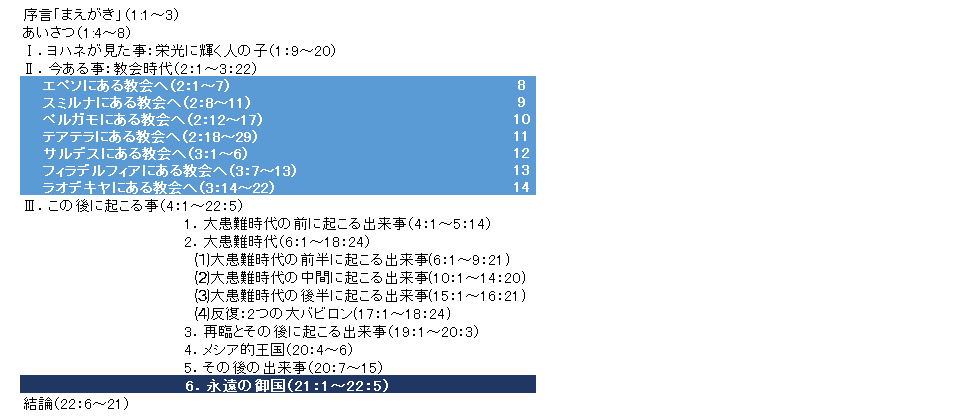 序言「まえがき」(1:1～3)
あいさつ(1:4～8)
Ⅰ. ヨハネが見た事：栄光に輝く人の子(1：9～20)
Ⅱ. 今ある事：教会時代(2：1～3:22)
エペソにある教会へ(2：1～7) 8
スミルナにある教会へ(2：8～11) 9
ペルガモにある教会へ(2：12～17) 10
テアテラにある教会へ(2：18～29) 11
サルデスにある教会へ(3：1～6) 12
フィラデルフィアにある教会へ(3：7～13) 13
ラオデキヤにある教会へ(3：14～22) 14
Ⅲ. この後に起こる事(4：1～22：5)
1. 大患難時代の前に起こる出来事(4：1～5：14)
2. 大患難時代(6：1～18：24)
⑴大患難時代の前半に起こる出来事(6：1～9：21)
⑵大患難時代の中間に起こる出来事(10：1～14：20)
⑶大患難時代の後半に起こる出来事(15：1～16：21)
⑷反復：2つの大バビロン(17：1～18：24)
3. 再臨とその後に起こる出来事(19：1～20：3)
4. メシア的王国(20：4～6)
5. その後の出来事(20：7～15)
6. 永遠の御国(21：1～22：5)
結論(22：6～21)